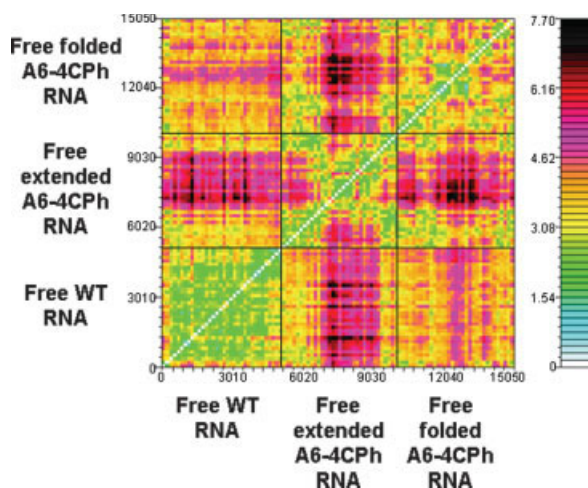 15050
12040
9030
6020
3010
0
Free folded
A6-4CPh
RNA
Free
extended
A6-4CPh
RNA
Free WT
RNA
0 3010 6020 9030 12040 15050
Free WT
RNA
Free
extended
A6-4CPh
RNA
Free
folded
A6-4CPh
RNA
7.70
6.16
4.62
3.08
1.54
0